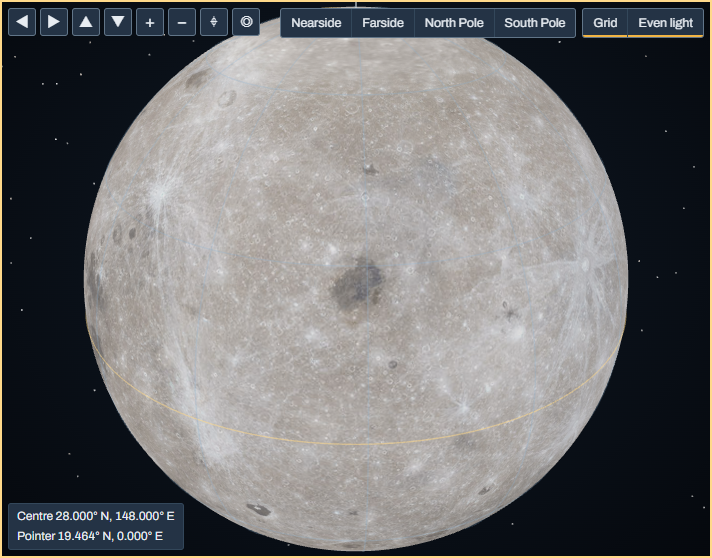 Nearside Farside North Pole South Pole Grid Even light
Centre 28.000° N, 148.000° E
Pointer 19.464° N, 0.000° E